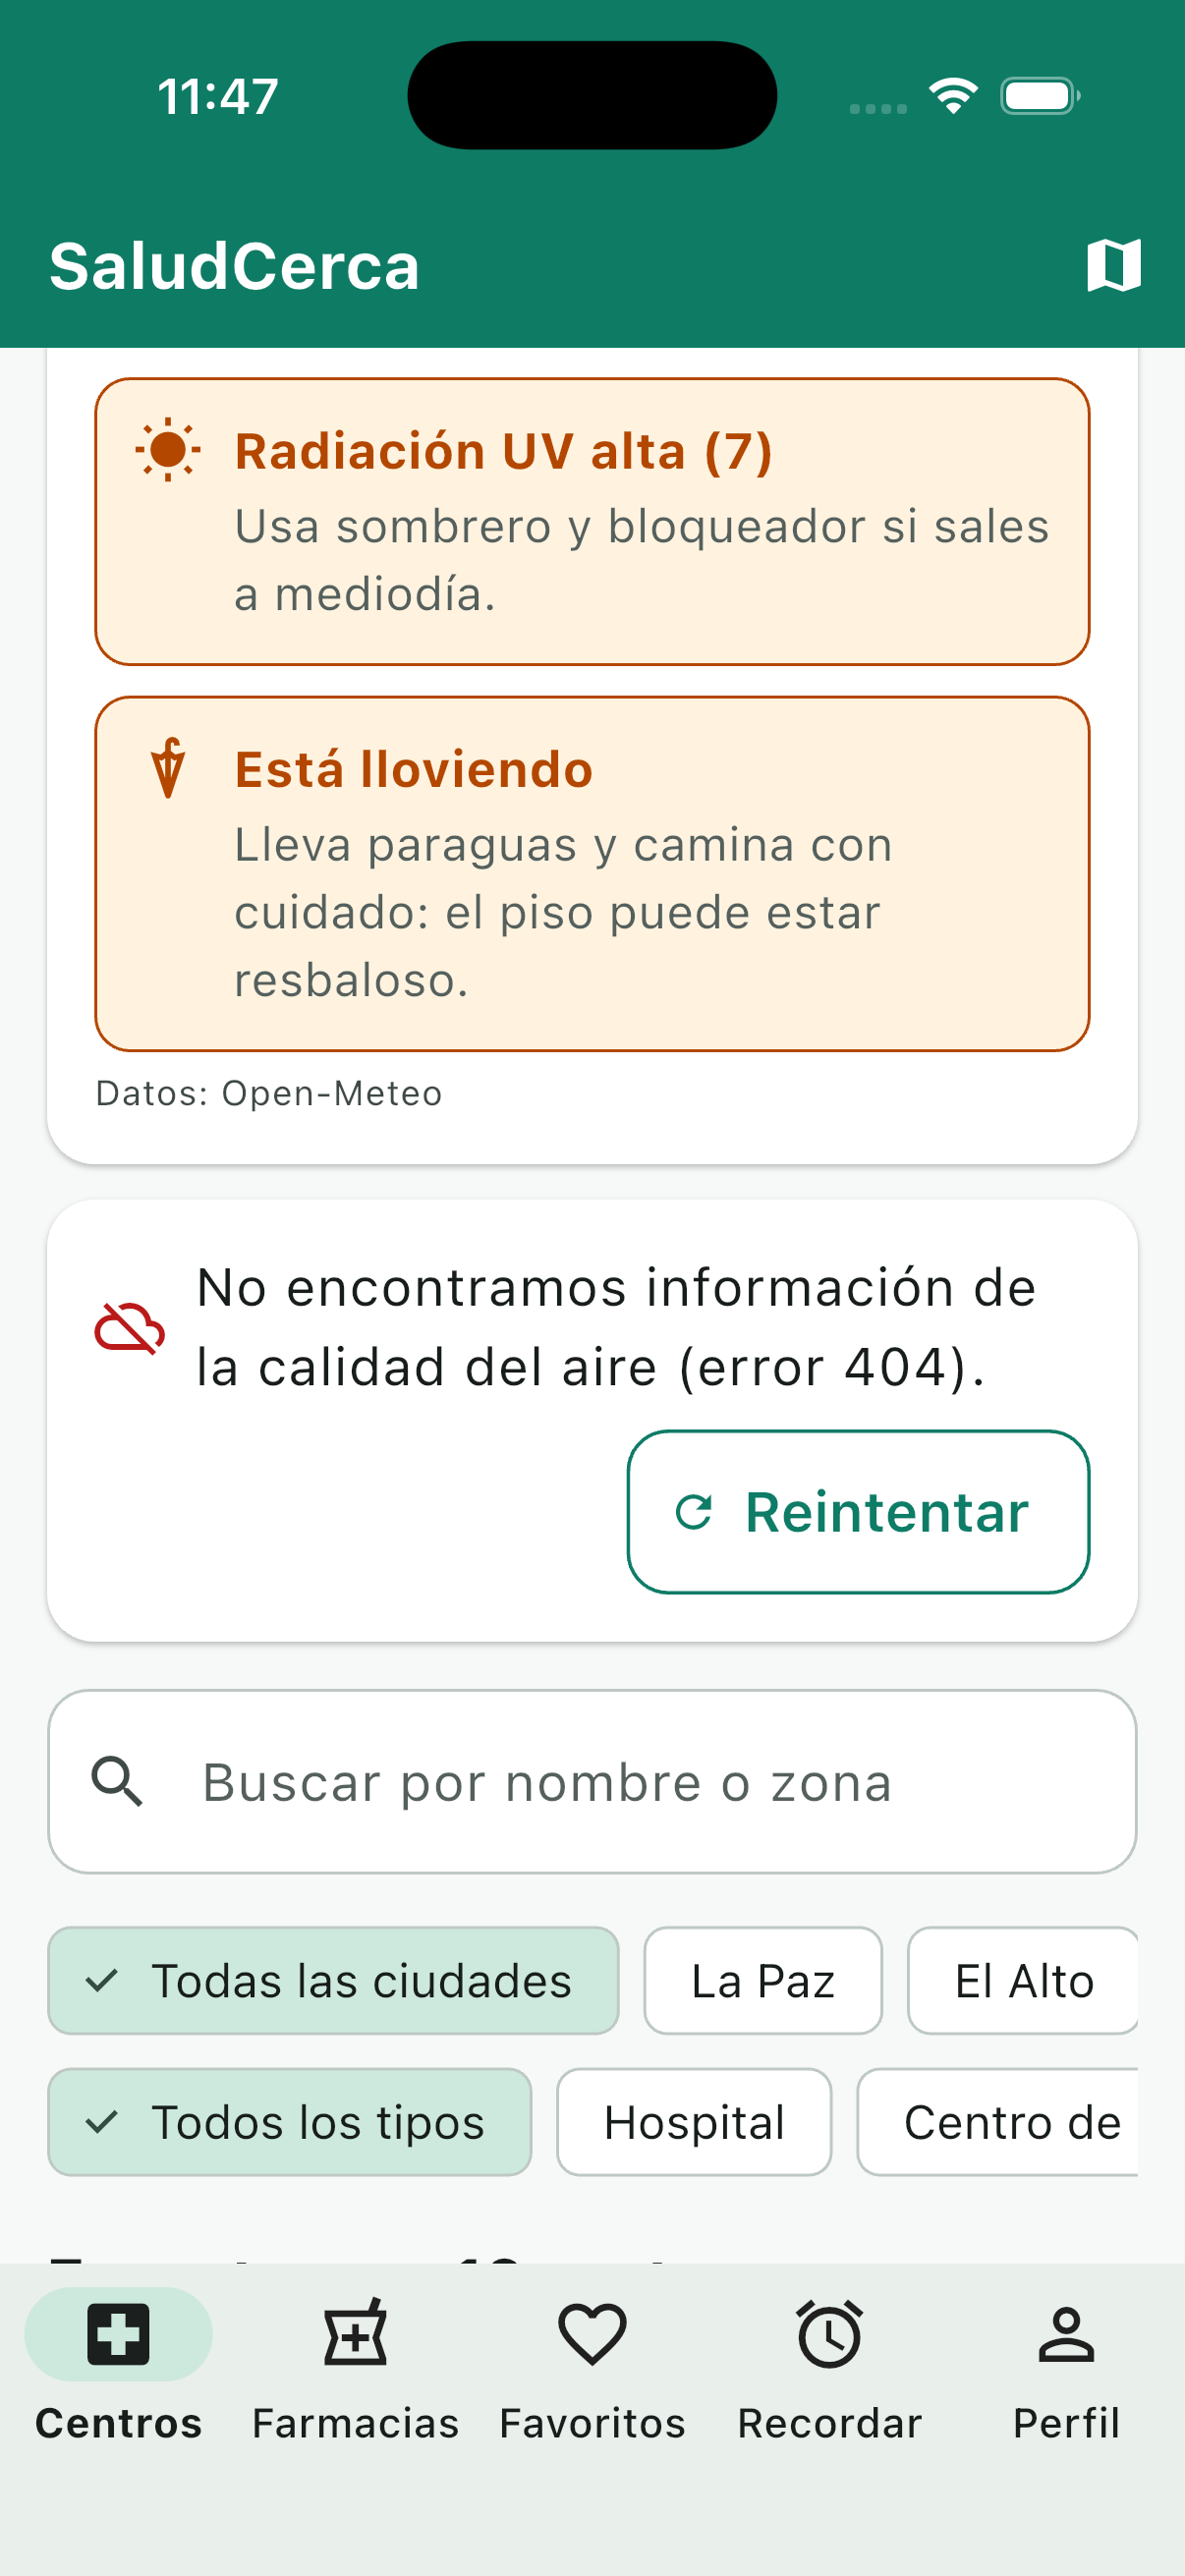 11:47
SaludCerca
Radiación UV alta (7)
Usa sombrero y bloqueador si sales
a mediodía.
Está lloviendo
Lleva paraguas y camina con
cuidado: el piso puede estar
resbaloso.
Datos: Open-Meteo
No encontramos información de
la calidad del aire (error 404).
Reintentar
Buscar por nombre o zona
Todas las ciudades La Paz El Alto
Todos los tipos Hospital Centro de
Centros Farmacias Favoritos Recordar Perfil